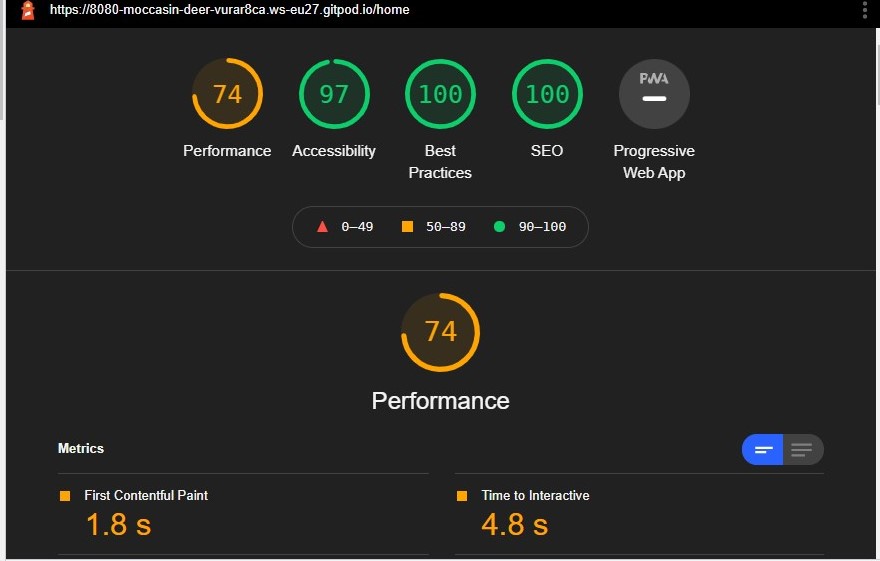 https://8080-moccasin-deer-vurar8ca.ws-eu27.gitpod.io/home
74 97 100 100 PWA
Performance Accessibility Best Practices SEO Progressive Web App
0–49 50–89 90–100
74
Performance
Metrics
First Contentful Paint
1.8 s
Time to Interactive
4.8 s